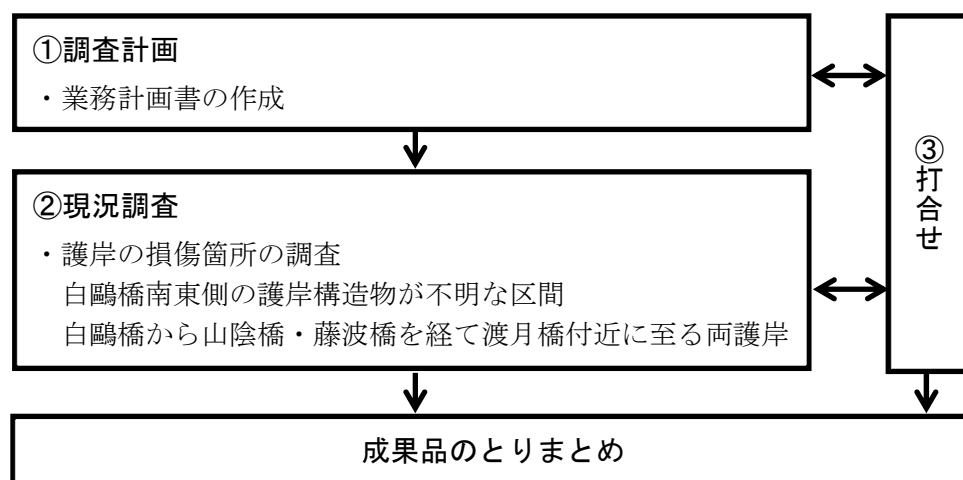 ①調査計画
・業務計画書の作成
②現況調査
・護岸の損傷箇所の調査
白鷗橋南東側の護岸構造物が不明な区間
白鷗橋から山陰橋・藤波橋を経て渡月橋付近に至る両護岸
③打合せ
成果品のとりまとめ